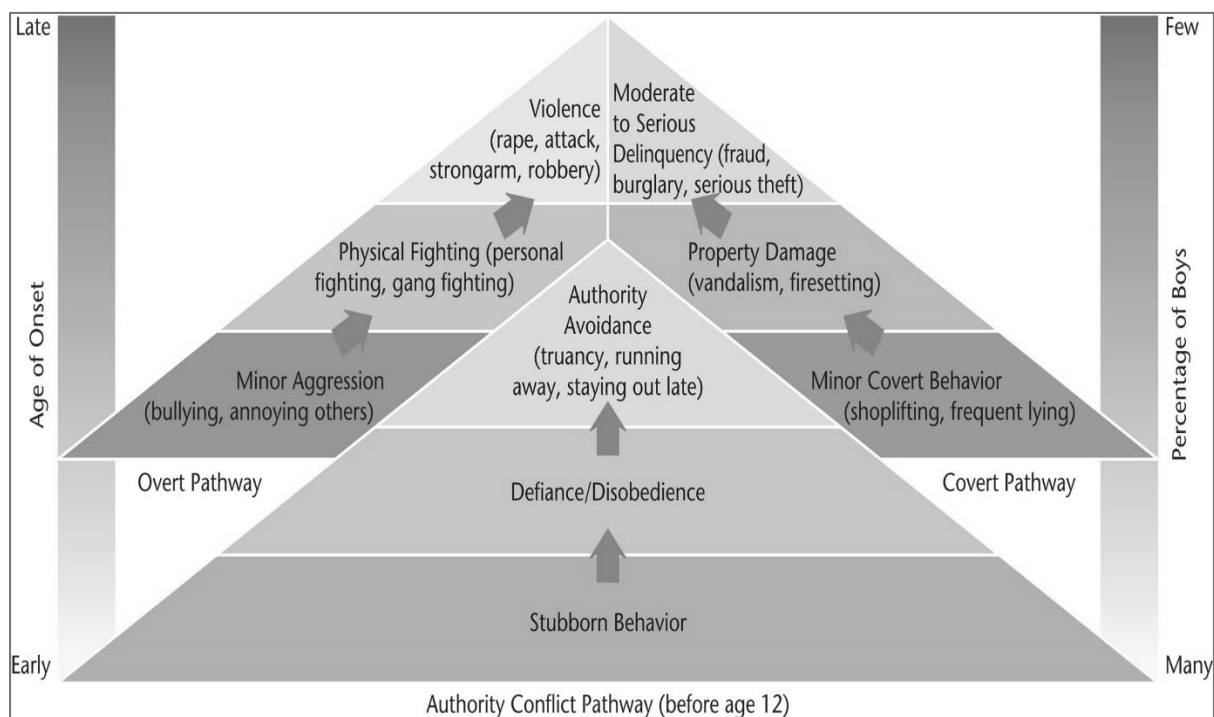 Late
Few
Violence
(rape, attack,
strongarm, robbery)
Moderate
to Serious
Delinquency (fraud,
burglary, serious theft)
Physical Fighting (personal
fighting, gang fighting)
Property Damage
(vandalism, firesetting)
Authority
Avoidance
(truancy, running
away, staying out late)
Minor Aggression
(bullying, annoying others)
Minor Covert Behavior
(shoplifting, frequent lying)
Age of Onset
Percentage of Boys
Overt Pathway
Covert Pathway
Defiance/Disobedience
Stubborn Behavior
Early
Many
Authority Conflict Pathway (before age 12)